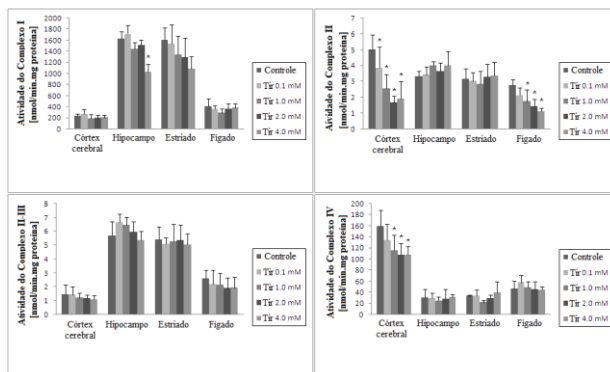 Atividade do Complexo I
[nmol/min.mg proteína]
1800
1600
1400
1200
1000
800
600
400
200
0
*
Córtex cerebral
Hipocampo
Estriado
Fígado
Controle
Tir 0.1 mM
Tir 1.0 mM
Tir 2.0 mM
Tir 4.0 mM
Atividade do Complexo II
[nmol/min.mg proteína]
6
5
4
3
2
1
0
* * * *
* * *
Córtex cerebral
Hipocampo
Estriado
Fígado
Controle
Tir 0.1 mM
Tir 1.0 mM
Tir 2.0 mM
Tir 4.0 mM
Atividade do Complexo II-III
[nmol/min.mg proteína]
8
7
6
5
4
3
2
1
0
Córtex cerebral
Hipocampo
Estriado
Fígado
Controle
Tir 0.1 mM
Tir 1.0 mM
Tir 2.0 mM
Tir 4.0 mM
Atividade do Complexo IV
[nmol/min.mg proteína]
200
180
160
140
120
100
80
60
40
20
0
* * *
Córtex cerebral
Hipocampo
Estriado
Fígado
Controle
Tir 0.1 mM
Tir 1.0 mM
Tir 2.0 mM
Tir 4.0 mM